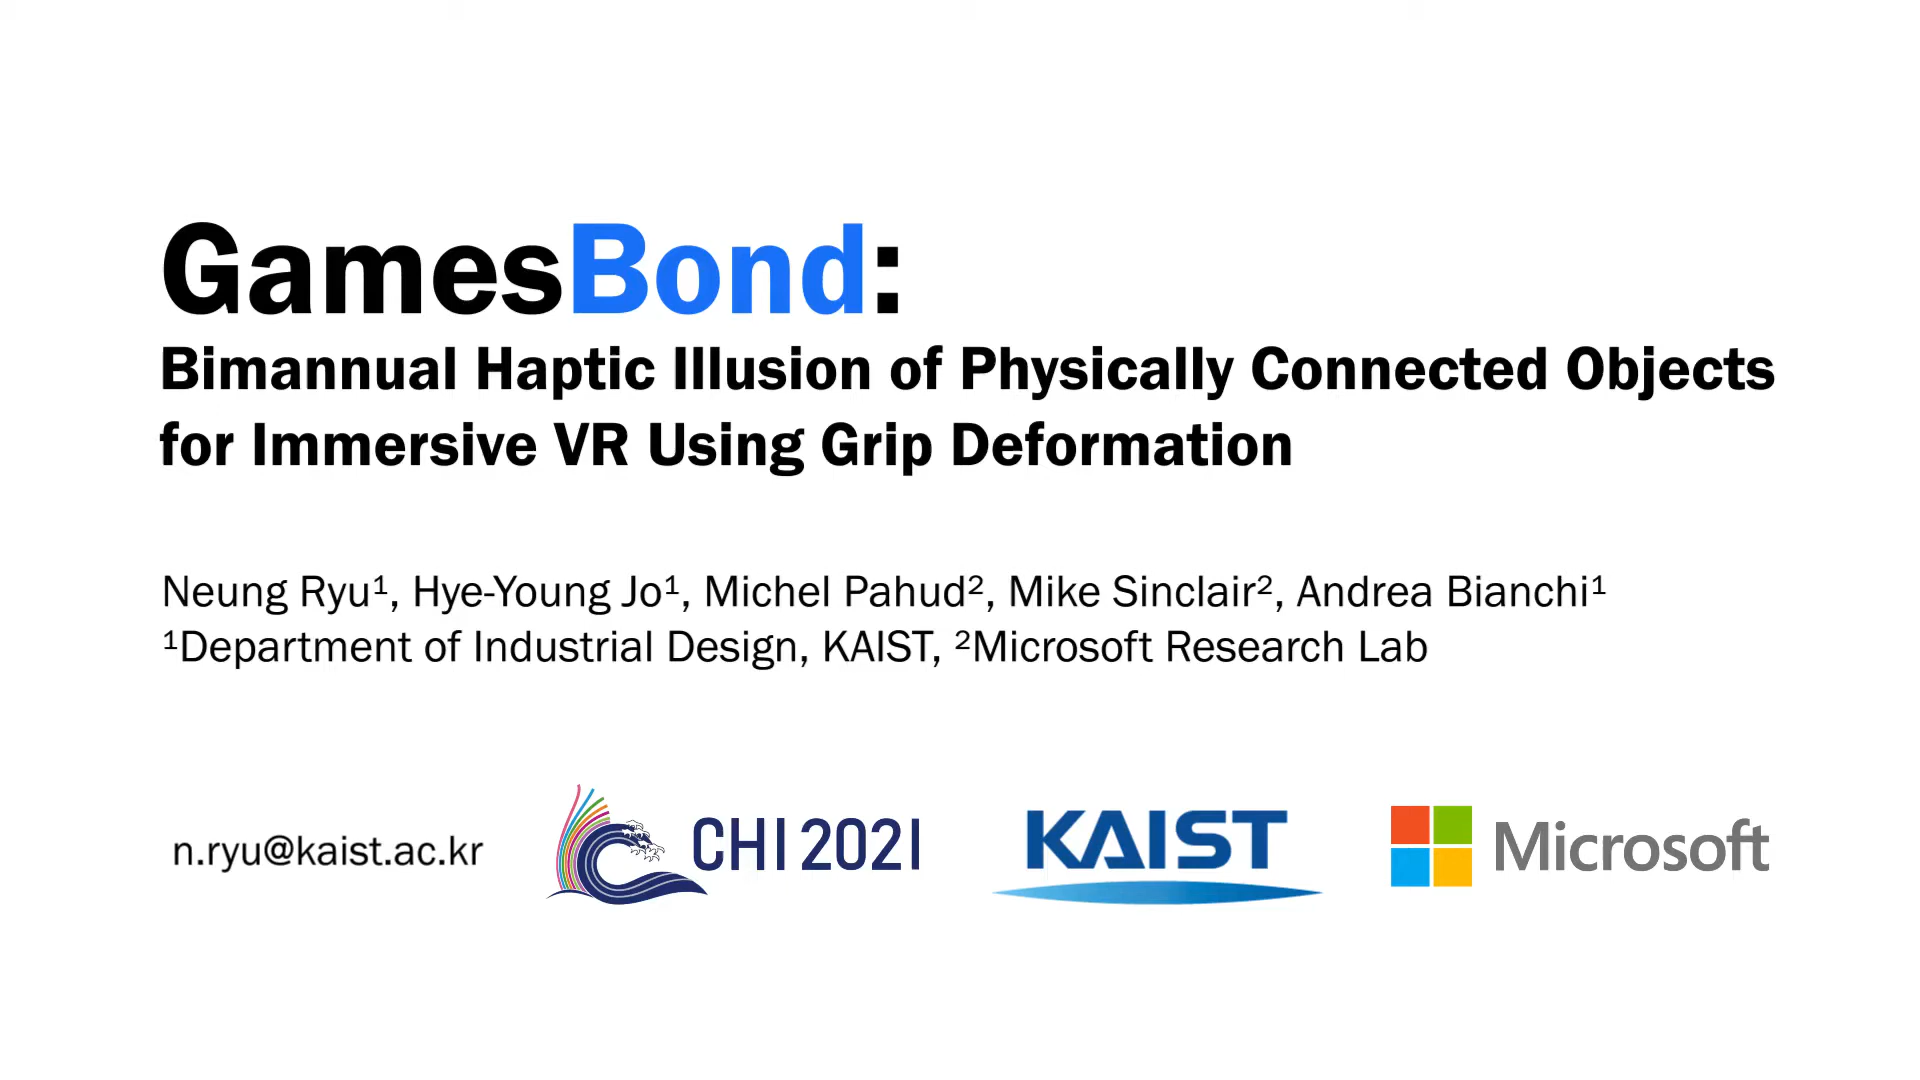 GamesBond:
Bimannual Haptic Illusion of Physically Connected Objects
for Immersive VR Using Grip Deformation
Neung Ryu¹, Hye-Young Jo¹, Michel Pahud², Mike Sinclair², Andrea Bianchi¹
¹Department of Industrial Design, KAIST, ²Microsoft Research Lab
n.ryu@kaist.ac.kr
CHI 2021
KAIST
Microsoft